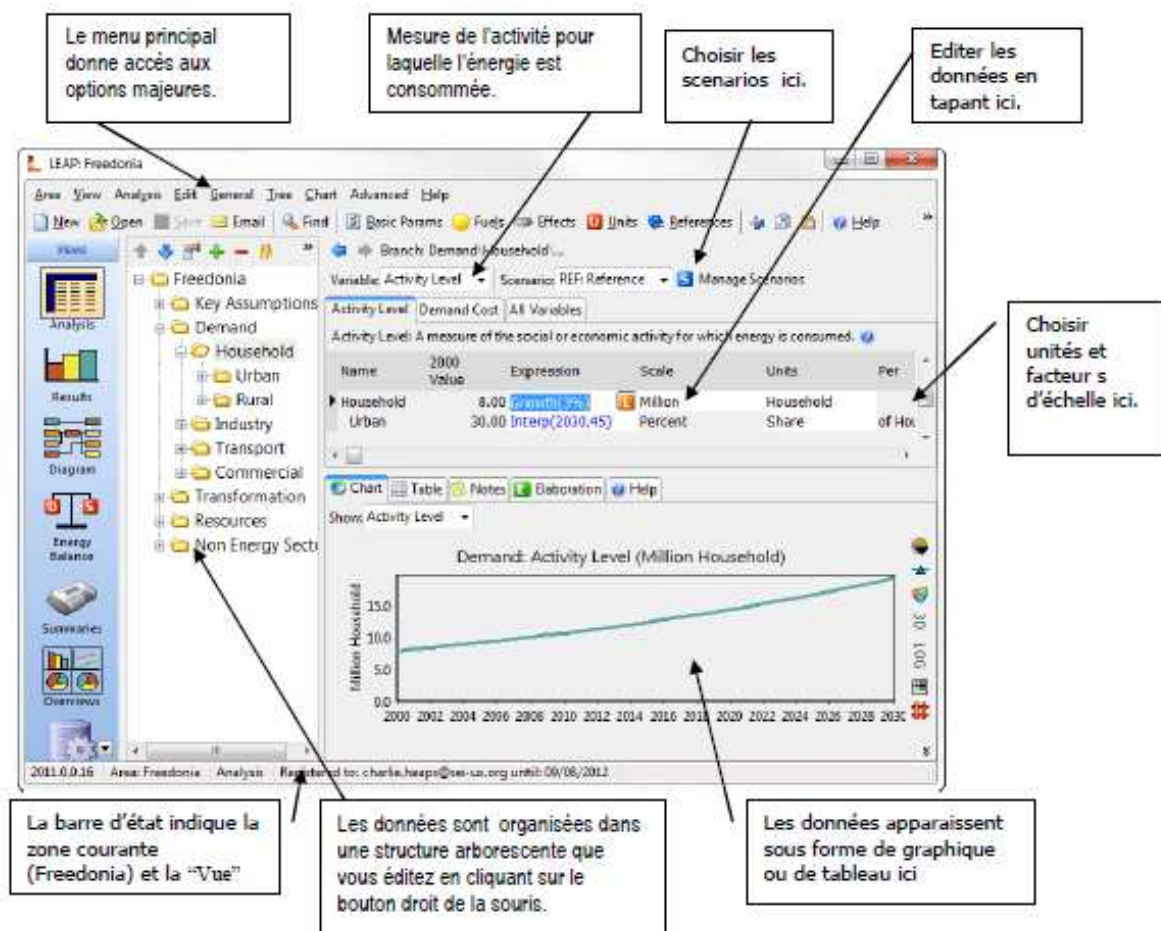 Le menu principal
donne accès aux
options majeures.
Mesure de l'activité pour
laquelle l'énergie est
consommée.
Choisir les
scenarios ici.
Editer les
données en
tapant ici.
LEAP: Freedonia
Area View Analysis Edit General Tree Chart Advanced Help
New Open Save Email Find Basic Params Fuels Effects Units References Help
Views
Analysis
Results
Diagram
Energy
Balance
Summaries
Overviews
Freedonia
Key Assumptions
Demand
Household
Urban
Rural
Industry
Transport
Commercial
Transformation
Resources
Non Energy Sect
Branch: Demand\Household\...
Variable: Activity Level Scenario: REF: Reference S Manage Scenarios
Activity Level Demand Cost All Variables
Activity Level: A measure of the social or economic activity for which energy is consumed.
Name 2000 Value Expression Scale Units Per
Household 8.00 Growth(3%) E Million Household
Urban 30.00 Interp(2030,45) Percent Share of Hou
Chart Table Notes Elaboration Help
Show: Activity Level
Demand: Activity Level (Million Household)
Million Household
15.0
10.0
5.0
0.0
2000 2002 2004 2006 2008 2010 2012 2014 2016 2018 2020 2022 2024 2026 2028 2030
3D
LOG
2011.0.0.16 Area: Freedonia Analysis Registered to: charlie.heaps@sei-us.org until: 09/08/2012
Choisir
unités et
facteur s
d'échelle ici.
La barre d'état indique la
zone courante
(Freedonia) et la “Vue”
Les données sont organisées dans
une structure arborescente que
vous éditez en cliquant sur le
bouton droit de la souris.
Les données apparaissent
sous forme de graphique
ou de tableau ici